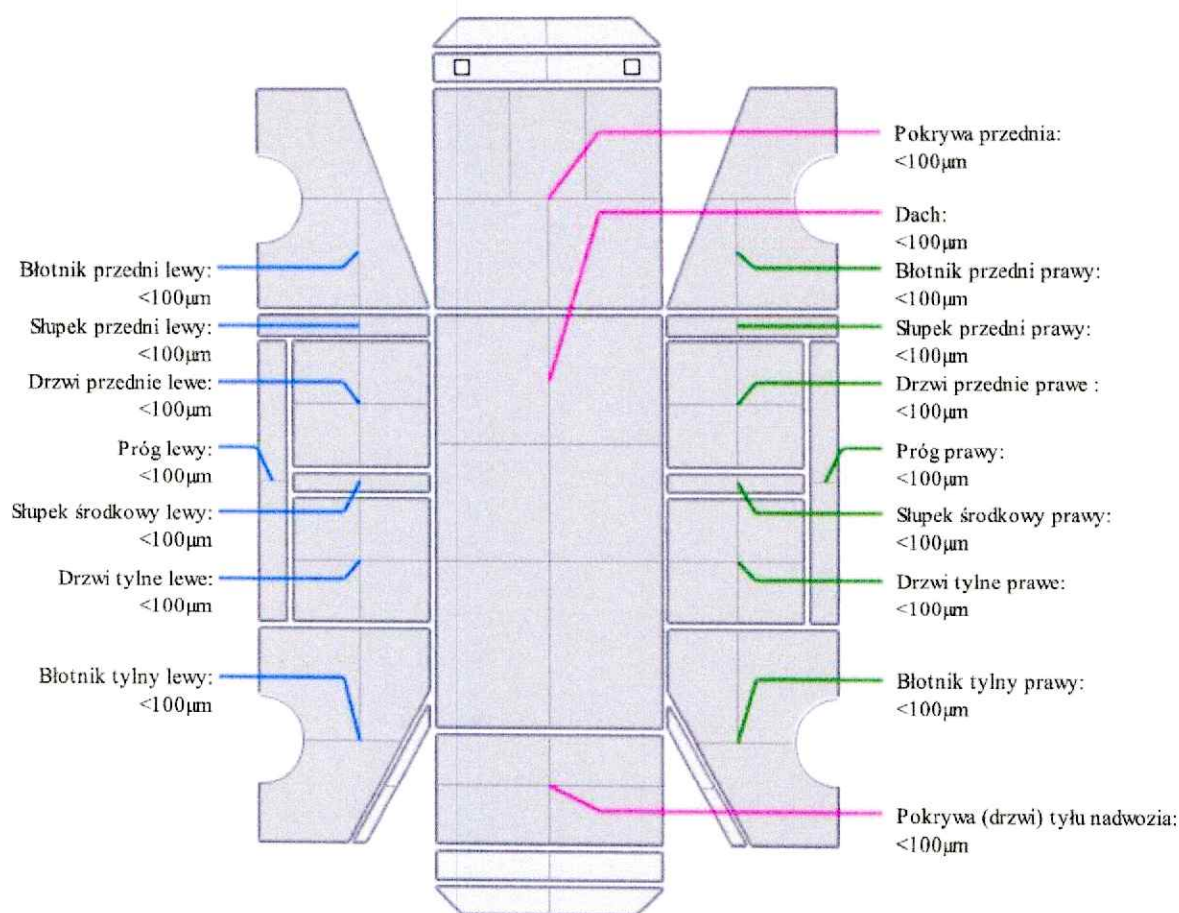 Pokrywa przednia:
<100μm
Dach:
<100μm
Błotnik przedni lewy:
<100μm
Błotnik przedni prawy:
<100μm
Słupek przedni lewy:
<100μm
Słupek przedni prawy:
<100μm
Drzwi przednie lewe:
<100μm
Drzwi przednie prawe :
<100μm
Próg lewy:
<100μm
Próg prawy:
<100μm
Słupek środkowy lewy:
<100μm
Słupek środkowy prawy:
<100μm
Drzwi tylne lewe:
<100μm
Drzwi tylne prawe:
<100μm
Błotnik tylny lewy:
<100μm
Błotnik tylny prawy:
<100μm
Pokrywa (drzwi) tyłu nadwozia:
<100μm